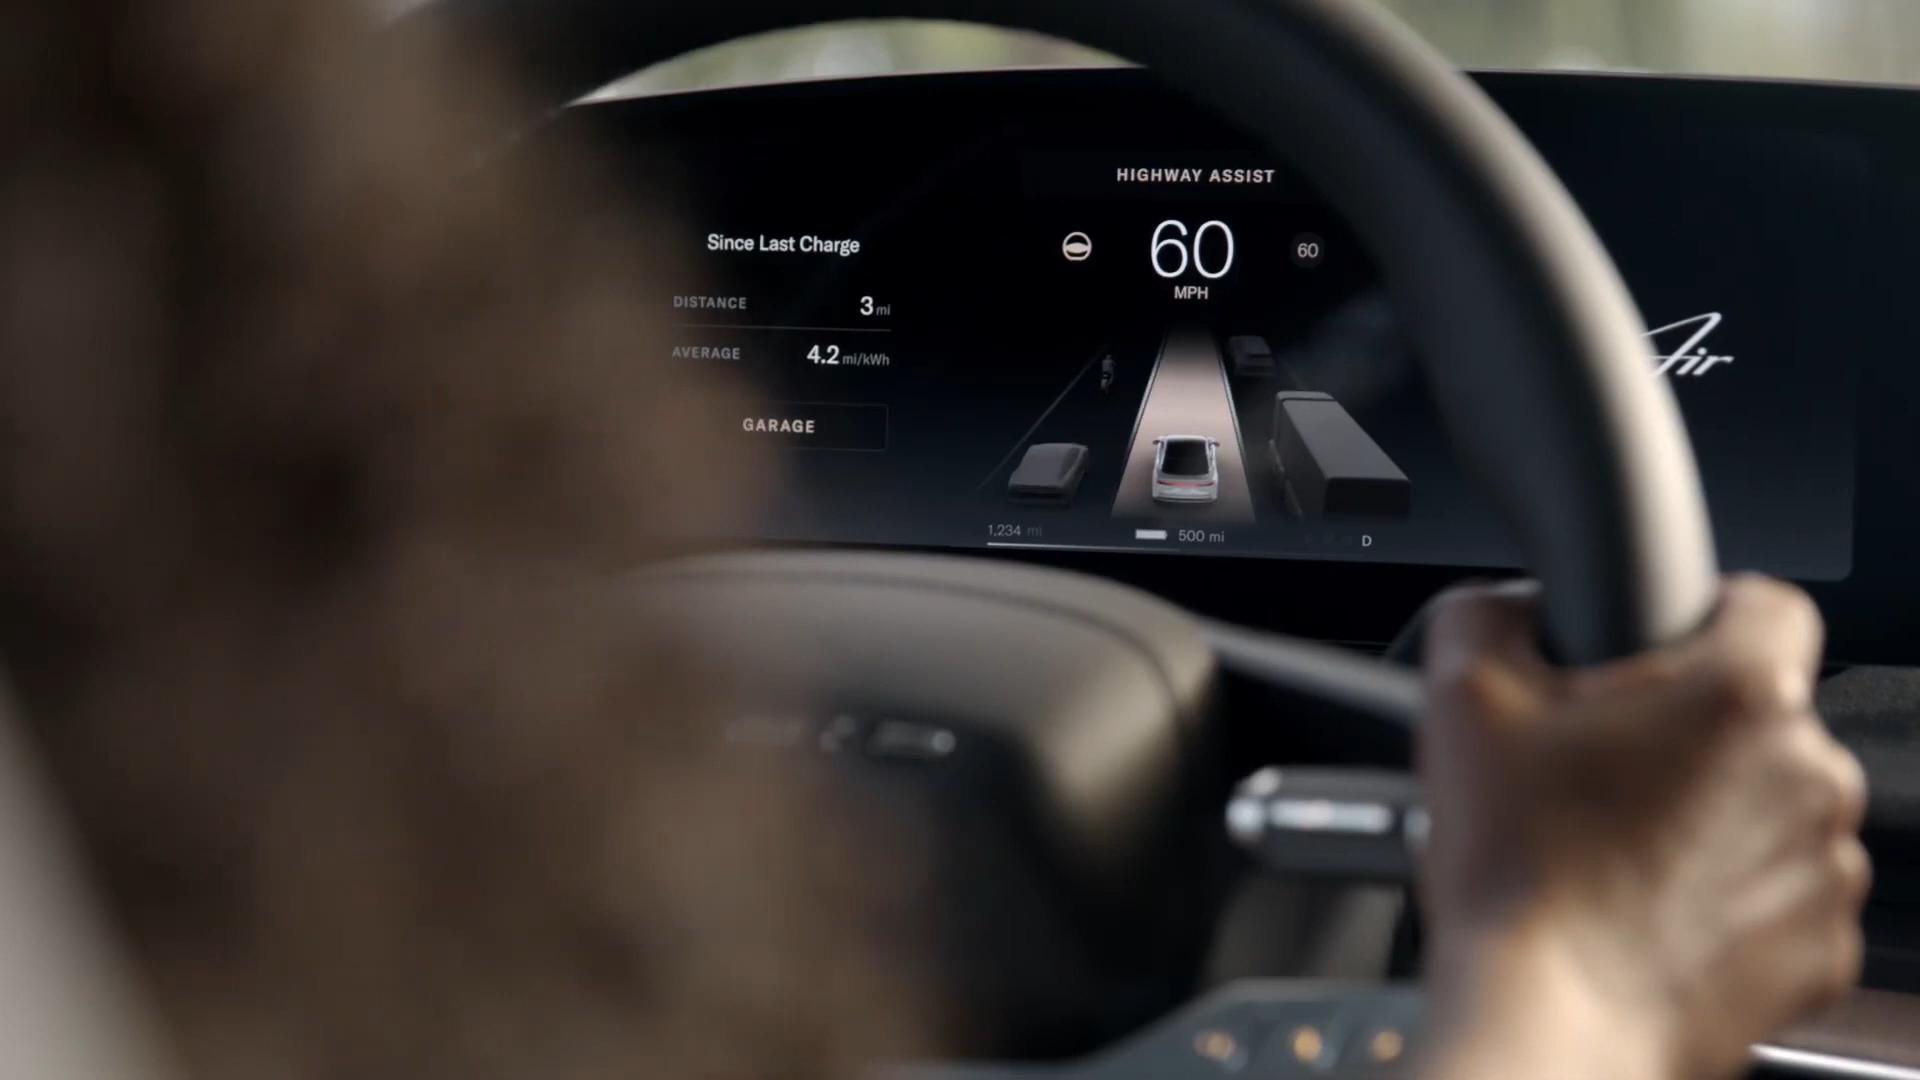 HIGHWAY ASSIST
Since Last Charge
60
60
MPH
DISTANCE 3 mi
AVERAGE 4.2 mi/kWh
Air
GARAGE
1,234 mi
500 mi
D